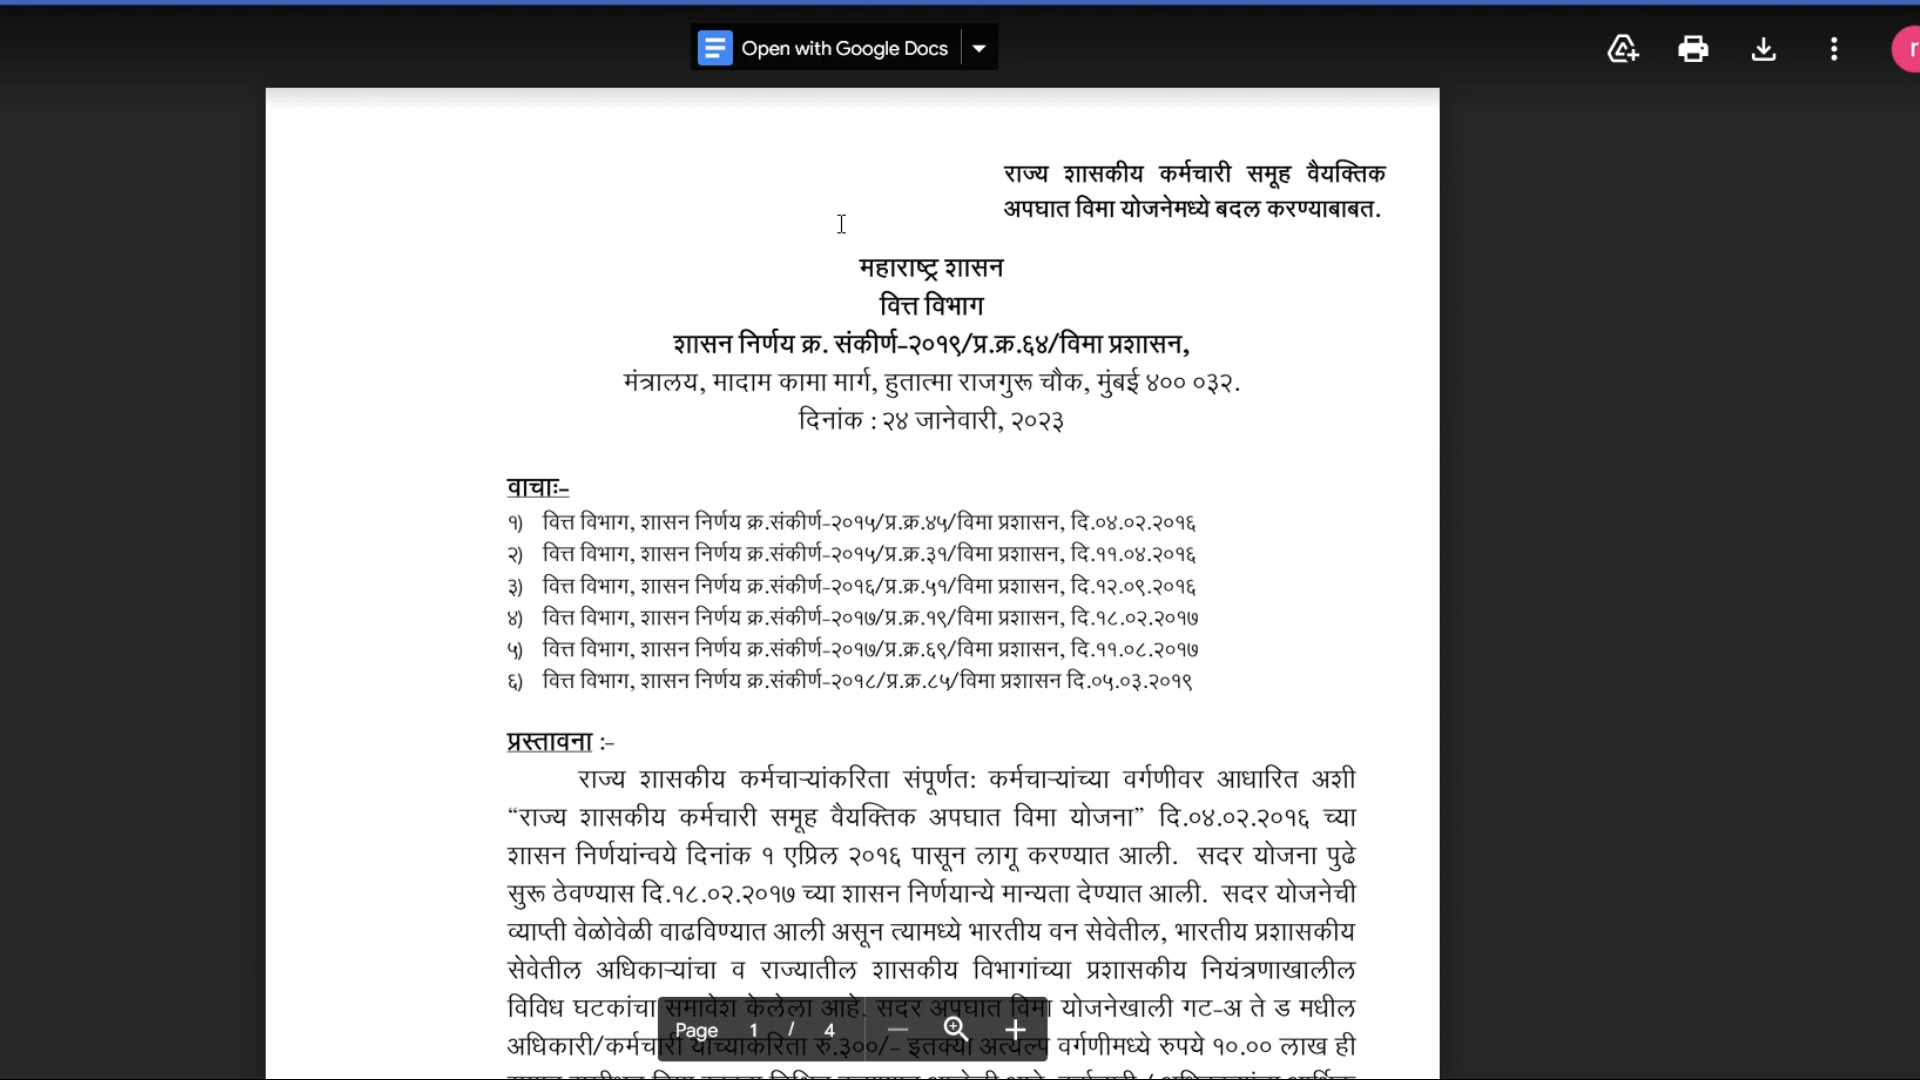 Open with Google Docs
r
राज्य शासकीय कर्मचारी समूह वैयक्तिक
अपघात विमा योजनेमध्ये बदल करण्याबाबत.
महाराष्ट्र शासन
वित्त विभाग
शासन निर्णय क्र. संकीर्ण-२०१९/प्र.क्र.६४/विमा प्रशासन,
मंत्रालय, मादाम कामा मार्ग, हुतात्मा राजगुरू चौक, मुंबई ४०० ०३२.
दिनांक : २४ जानेवारी, २०२३
वाचाः-
१) वित्त विभाग, शासन निर्णय क्र.संकीर्ण-२०१५/प्र.क्र.४५/विमा प्रशासन, दि.०४.०२.२०१६
२) वित्त विभाग, शासन निर्णय क्र.संकीर्ण-२०१५/प्र.क्र.३१/विमा प्रशासन, दि.११.०४.२०१६
३) वित्त विभाग, शासन निर्णय क्र.संकीर्ण-२०१६/प्र.क्र.५१/विमा प्रशासन, दि.१२.०९.२०१६
४) वित्त विभाग, शासन निर्णय क्र.संकीर्ण-२०१७/प्र.क्र.१९/विमा प्रशासन, दि.१८.०२.२०१७
५) वित्त विभाग, शासन निर्णय क्र.संकीर्ण-२०१७/प्र.क्र.६९/विमा प्रशासन, दि.११.०८.२०१७
६) वित्त विभाग, शासन निर्णय क्र.संकीर्ण-२०१८/प्र.क्र.८५/विमा प्रशासन दि.०५.०३.२०१९
प्रस्तावना :-
राज्य शासकीय कर्मचाऱ्यांकरिता संपूर्णत: कर्मचाऱ्यांच्या वर्गणीवर आधारित अशी
“राज्य शासकीय कर्मचारी समूह वैयक्तिक अपघात विमा योजना” दि.०४.०२.२०१६ च्या
शासन निर्णयांन्वये दिनांक १ एप्रिल २०१६ पासून लागू करण्यात आली. सदर योजना पुढे
सुरू ठेवण्यास दि.१८.०२.२०१७ च्या शासन निर्णयान्ये मान्यता देण्यात आली. सदर योजनेची
व्याप्ती वेळोवेळी वाढविण्यात आली असून त्यामध्ये भारतीय वन सेवेतील, भारतीय प्रशासकीय
सेवेतील अधिकाऱ्यांचा व राज्यातील शासकीय विभागांच्या प्रशासकीय नियंत्रणाखालील
विविध घटकांचा समावेश केलेला आहे. सदर अपघात विमा योजनेखाली गट-अ ते ड मधील
अधिकारी/कर्मचारी यांच्याकरिता रु.३००/- इतक्या अत्यल्प वर्गणीमध्ये रुपये १०.०० लाख ही
Page 1 / 4